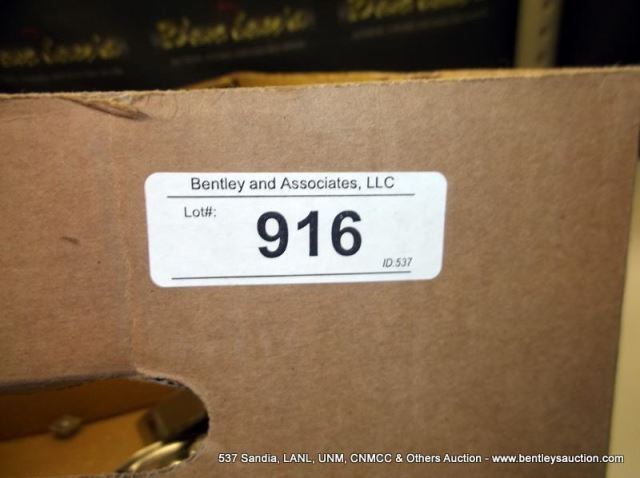 Bentley and Associates, LLC
Lot#:
916
ID:537
537 Sandia, LANL, UNM, CNMCC & Others Auction - www.bentleysauction.com